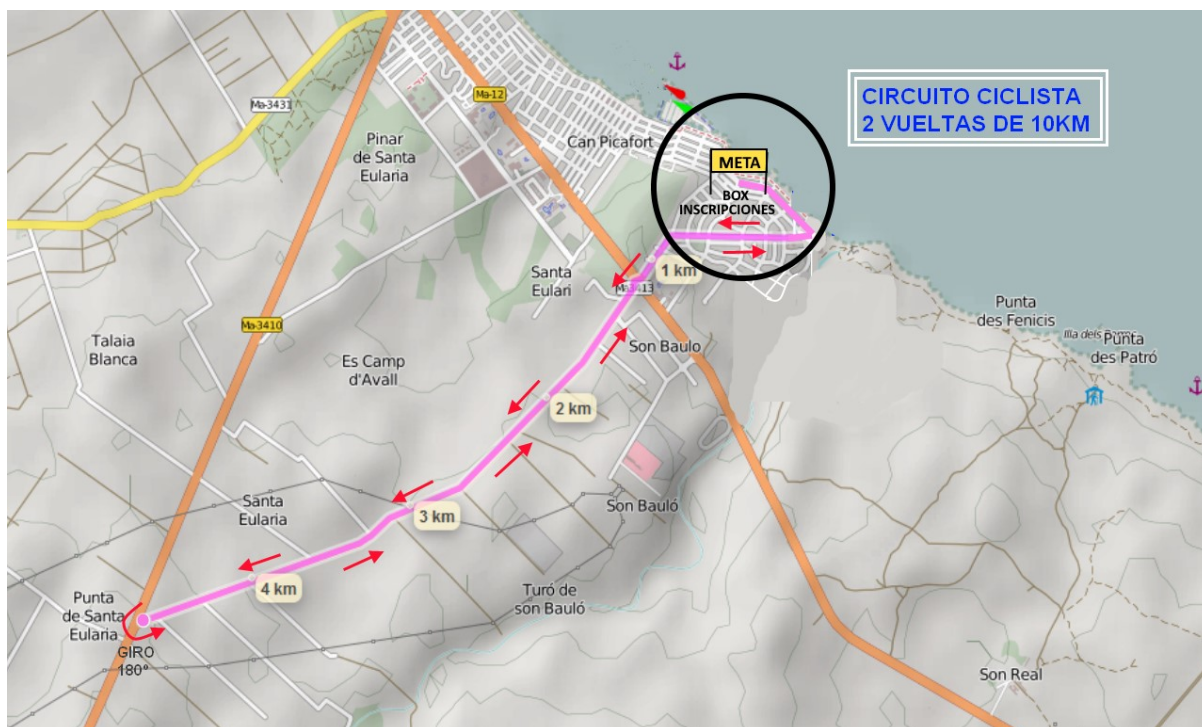 CIRCUITO CICLISTA
2 VUELTAS DE 10KM
Ma-3431
Ma-12
Pinar
de Santa
Eularia
Can Picafort
META
BOX
INSCRIPCIONES
1 km
Santa
Eulari
Ma-3413
Punta
des Fenicis
Punta
des Patró
Ma-3410
Talaia
Blanca
Es Camp
d'Avall
Son Baulo
2 km
Santa
Eularia
3 km
Son Bauló
4 km
Punta
de Santa
Eularia
Turó de
son Bauló
GIRO
180º
Son Real